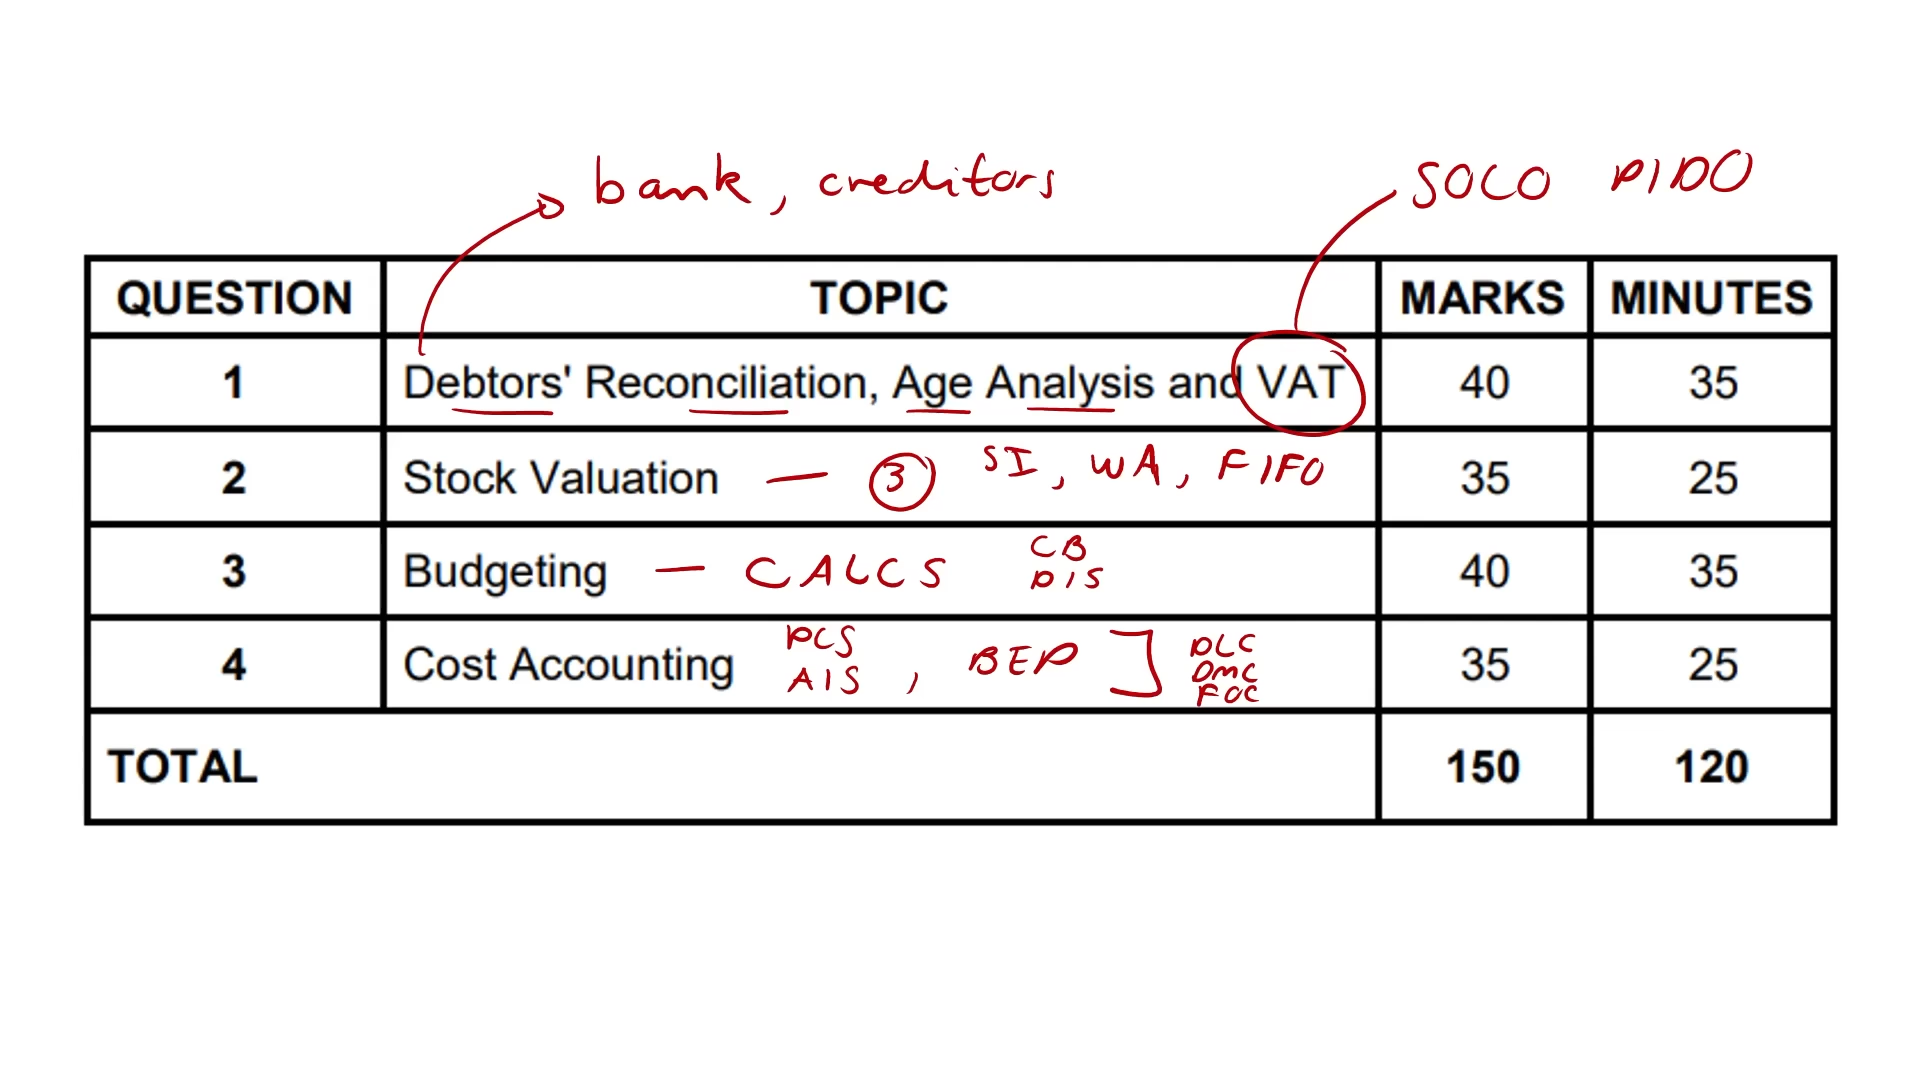 bank, creditors
SOCO PIDO
QUESTION TOPIC MARKS MINUTES
1 Debtors' Reconciliation, Age Analysis and VAT 40 35
2 Stock Valuation — 3 SI, WA, FIFO 35 25
3 Budgeting — CALCS CB 40 35
PIS
4 Cost Accounting PCS , BEP ] DLC 35 25
AIS DMC
FOC
TOTAL 150 120